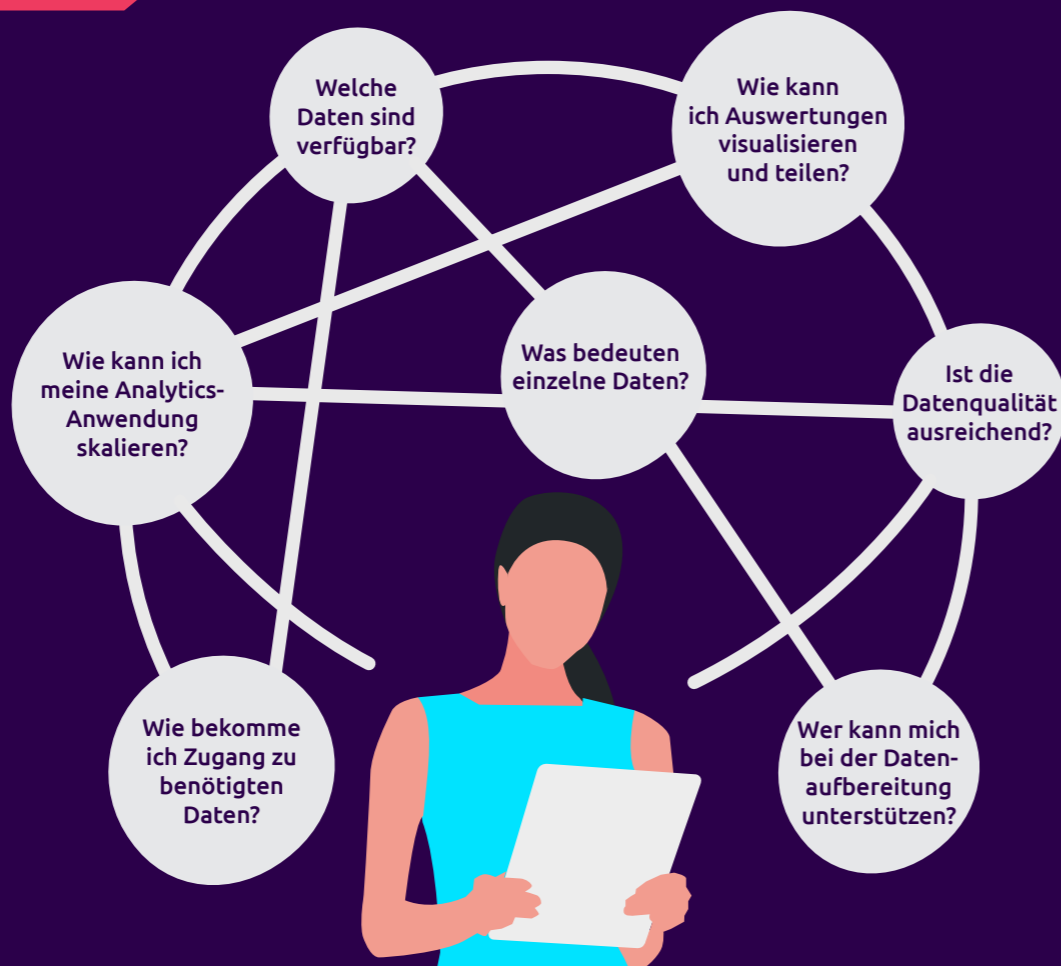 Welche
Daten sind
verfügbar?
Wie kann
ich Auswertungen
visualisieren
und teilen?
Wie kann ich
meine Analytics-
Anwendung
skalieren?
Was bedeuten
einzelne Daten?
Ist die
Datenqualität
ausreichend?
Wie bekomme
ich Zugang zu
benötigten
Daten?
Wer kann mich
bei der Daten-
aufbereitung
unterstützen?